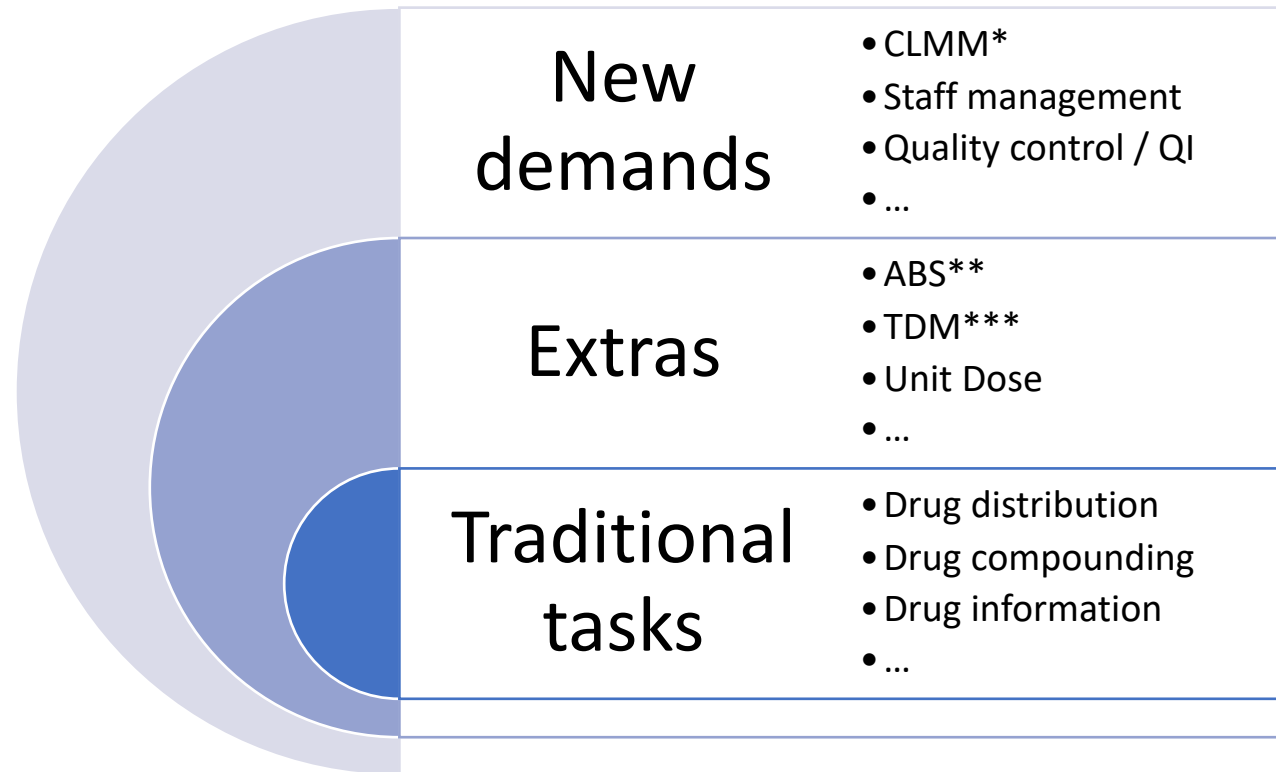 New
demands
• CLMM*
• Staff management
• Quality control / QI
• …
Extras
• ABS**
• TDM***
• Unit Dose
• …
Traditional
tasks
• Drug distribution
• Drug compounding
• Drug information
• …